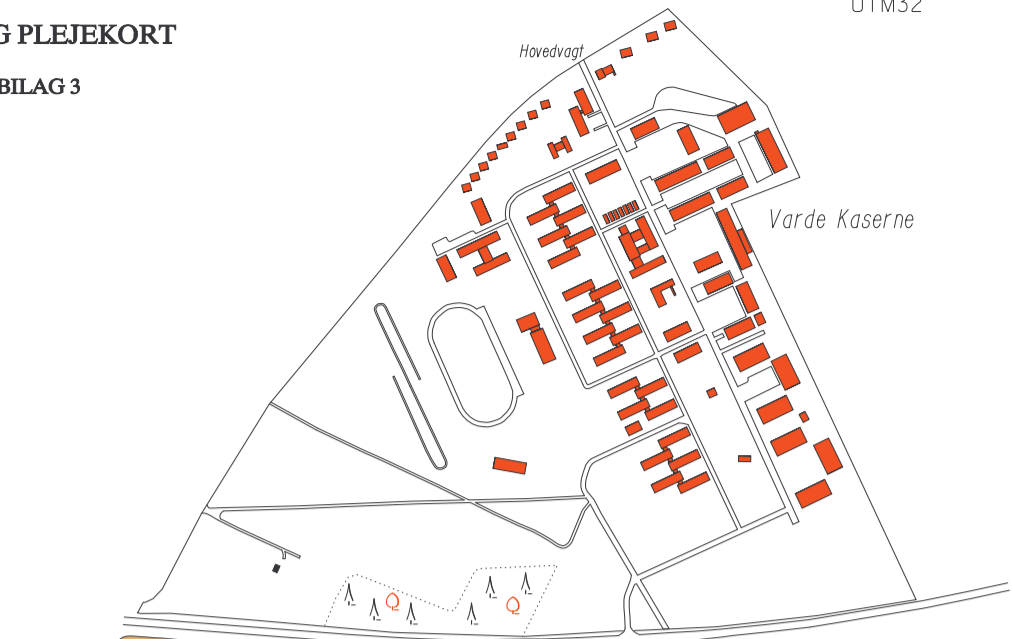 UTM32
G PLEJEKORT
Hovedvagt
BILAG 3
Varde Kaserne